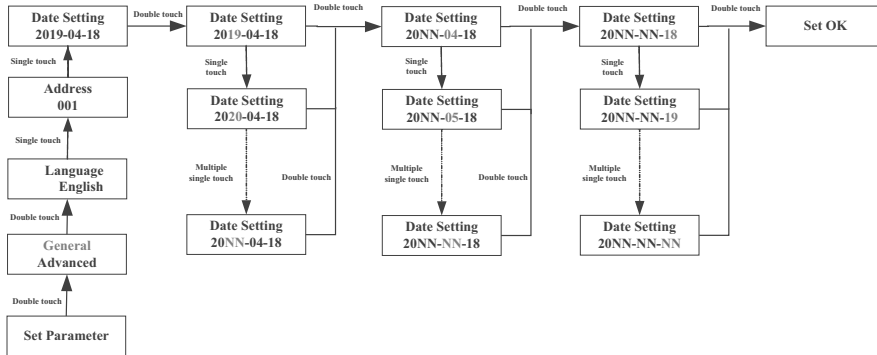 Date Setting
2019-04-18
Double touch
Date Setting
2019-04-18
Double touch
Date Setting
20NN-04-18
Double touch
Date Setting
20NN-NN-18
Double touch
Set OK
Single
touch
Single
touch
Single
touch
Single
touch
Address
001
Date Setting
2020-04-18
Date Setting
20NN-05-18
Date Setting
20NN-NN-19
Single
touch
Language
English
Multiple
single touch
Double touch
Multiple
single touch
Double touch
Multiple
single touch
Double touch
General
Advanced
Date Setting
20NN-04-18
Date Setting
20NN-NN-18
Date Setting
20NN-NN-NN
Double touch
Set Parameter